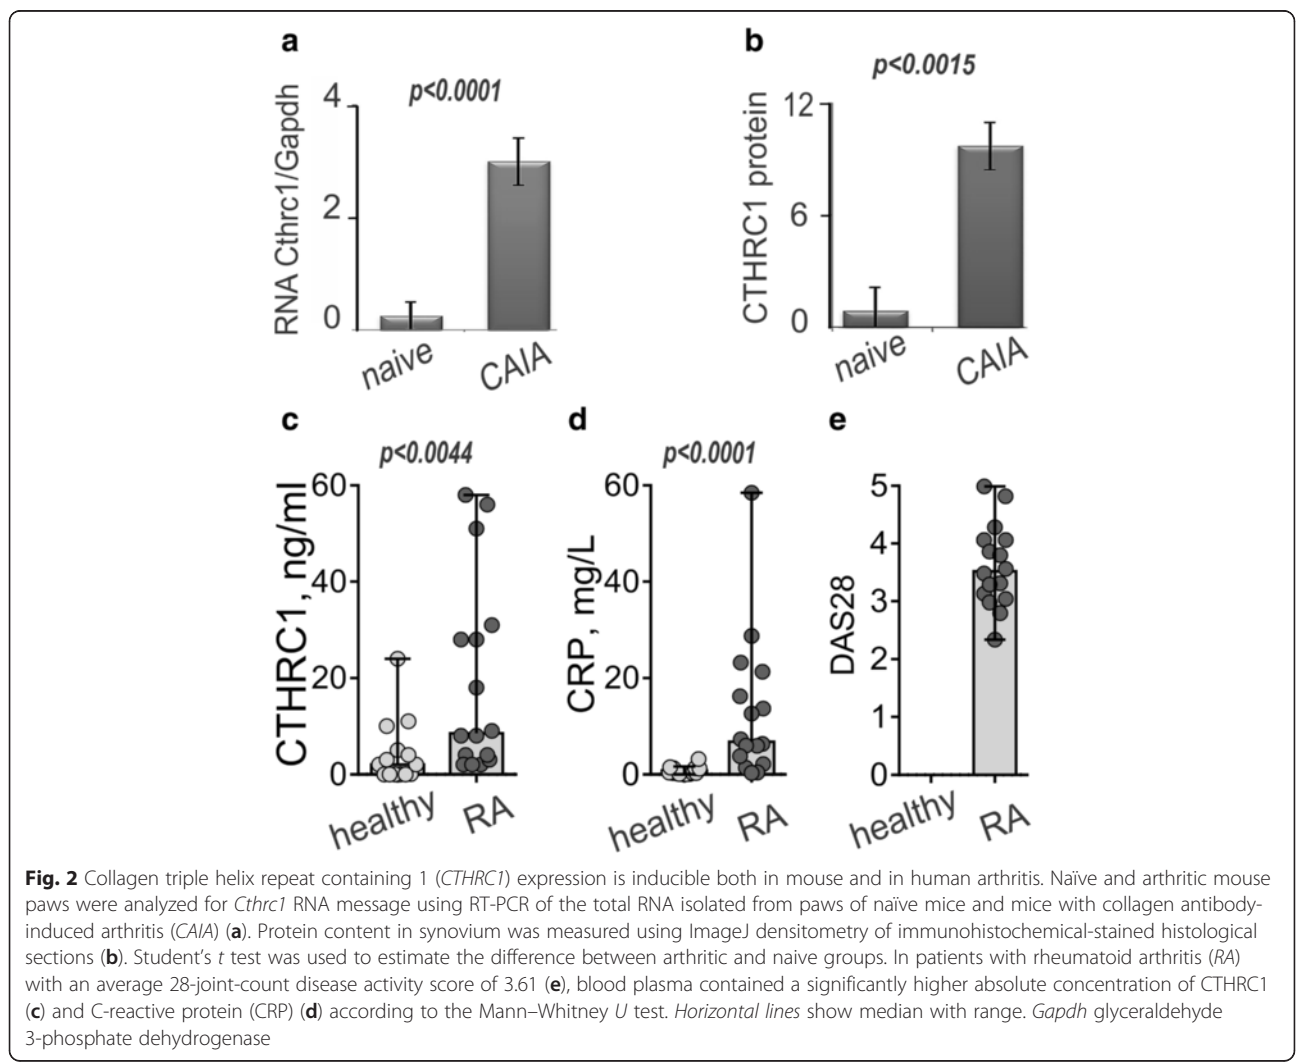 a
p<0.0001
RNA Cthrc1/Gapdh
4
2
0
naive
CAIA
b
p<0.0015
CTHRC1 protein
12
6
0
naive
CAIA
c
p<0.0044
CTHRC1, ng/ml
60
40
20
0
healthy
RA
d
p<0.0001
CRP, mg/L
60
40
20
0
healthy
RA
e
DAS28
5
4
3
2
1
0
healthy
RA
Fig. 2 Collagen triple helix repeat containing 1 (CTHRC1) expression is inducible both in mouse and in human arthritis. Naïve and arthritic mouse
paws were analyzed for Cthrc1 RNA message using RT-PCR of the total RNA isolated from paws of naïve mice and mice with collagen antibody-
induced arthritis (CAIA) (a). Protein content in synovium was measured using ImageJ densitometry of immunohistochemical-stained histological
sections (b). Student’s t test was used to estimate the difference between arthritic and naive groups. In patients with rheumatoid arthritis (RA)
with an average 28-joint-count disease activity score of 3.61 (e), blood plasma contained a significantly higher absolute concentration of CTHRC1
(c) and C-reactive protein (CRP) (d) according to the Mann–Whitney U test. Horizontal lines show median with range. Gapdh glyceraldehyde
3-phosphate dehydrogenase